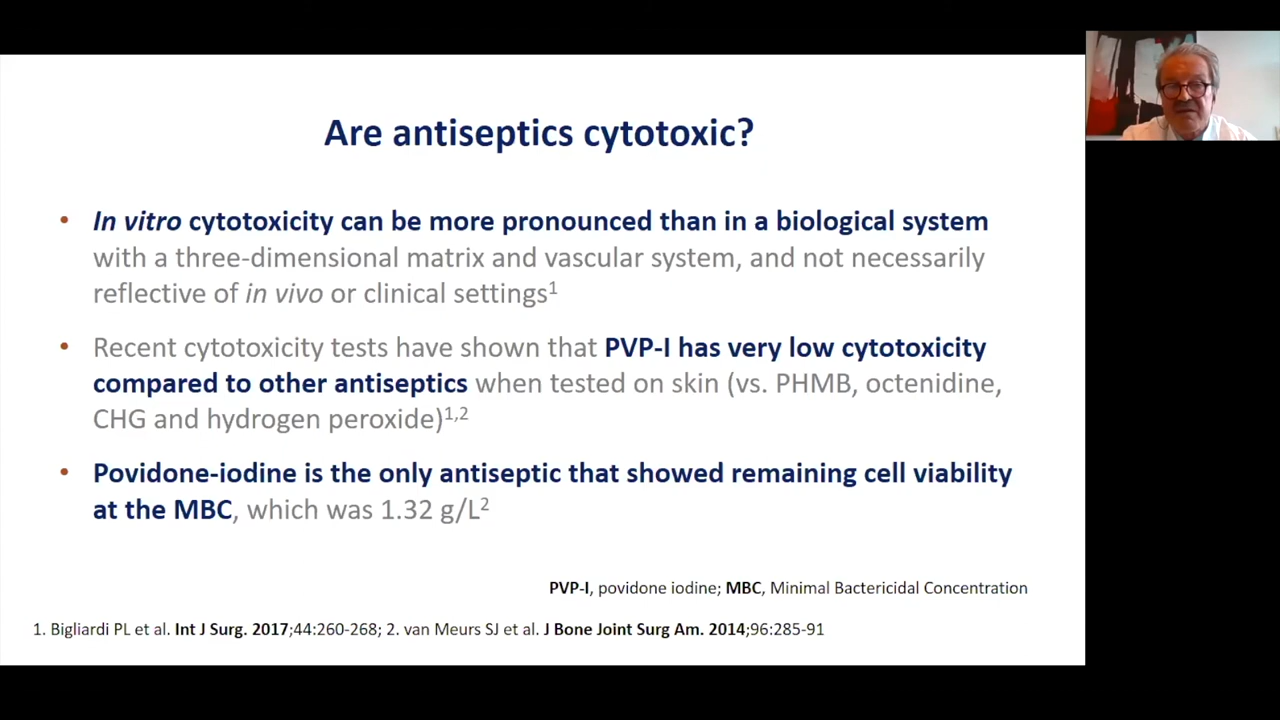 Are antiseptics cytotoxic?
• In vitro cytotoxicity can be more pronounced than in a biological system
with a three-dimensional matrix and vascular system, and not necessarily
reflective of in vivo or clinical settings¹
• Recent cytotoxicity tests have shown that PVP-I has very low cytotoxicity
compared to other antiseptics when tested on skin (vs. PHMB, octenidine,
CHG and hydrogen peroxide)¹,²
• Povidone-iodine is the only antiseptic that showed remaining cell viability
at the MBC, which was 1.32 g/L²
PVP-I, povidone iodine; MBC, Minimal Bactericidal Concentration
1. Bigliardi PL et al. Int J Surg. 2017;44:260-268; 2. van Meurs SJ et al. J Bone Joint Surg Am. 2014;96:285-91